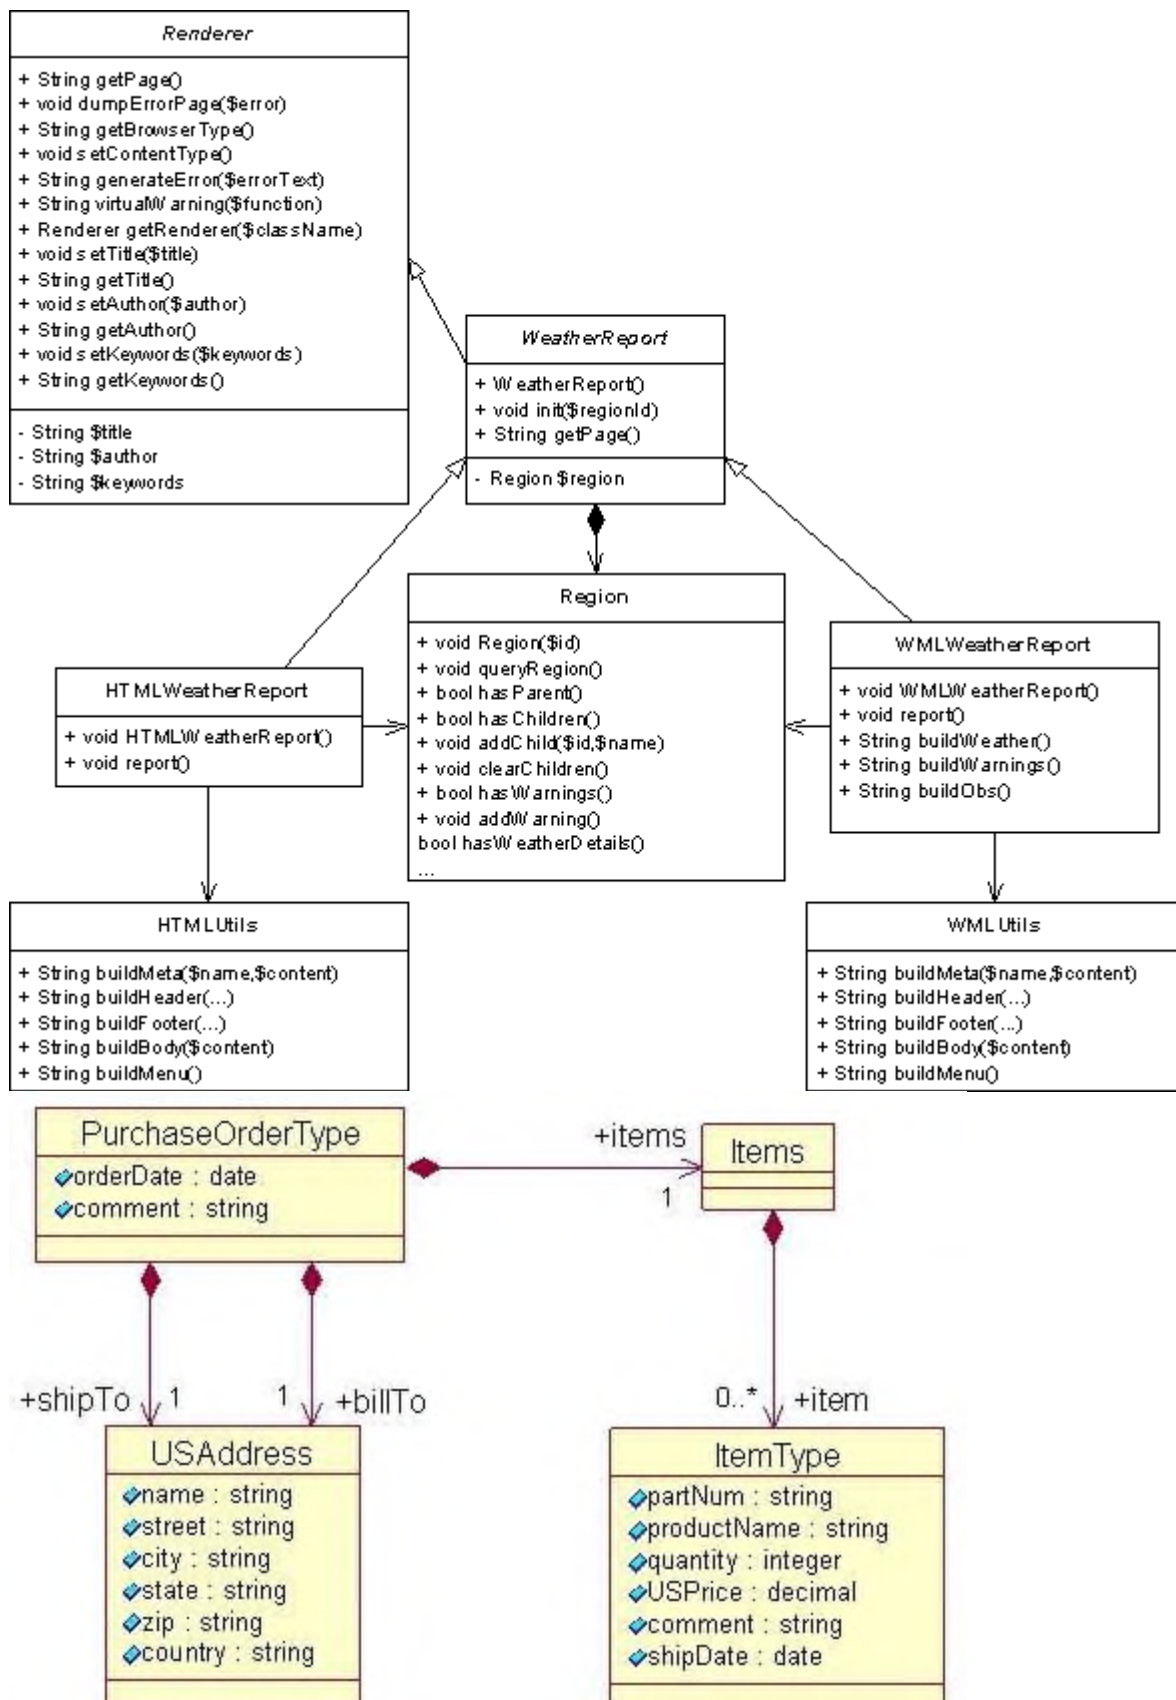 Renderer
+ String getPage()
+ void dumpErrorPage($error)
+ String getBrowserType()
+ void setContentType()
+ String generateError($errorText)
+ String virtualWarning($function)
+ Renderer getRenderer($className)
+ void setTitle($title)
+ String getTitle()
+ void setAuthor($author)
+ String getAuthor()
+ void setKeywords($keywords)
+ String getKeywords()
- String $title
- String $author
- String $keywords
WeatherReport
+ WeatherReport()
+ void init($regionId)
+ String getPage()
- Region $region
HTMLWeatherReport
+ void HTMLWeatherReport()
+ void report()
Region
+ void Region($id)
+ void queryRegion()
+ bool hasParent()
+ bool hasChildren()
+ void addChild($id,$name)
+ void clearChildren()
+ bool hasWarnings()
+ void addWarning()
bool hasWeatherDetails()
...
WMLWeatherReport
+ void WMLWeatherReport()
+ void report()
+ String buildWeather()
+ String buildWarnings()
+ String buildObs()
HTMLUtils
+ String buildMeta($name,$content)
+ String buildHeader(...)
+ String buildFooter(...)
+ String buildBody($content)
+ String buildMenu()
WMLUtils
+ String buildMeta($name,$content)
+ String buildHeader(...)
+ String buildFooter(...)
+ String buildBody($content)
+ String buildMenu()
PurchaseOrderType
orderDate : date
comment : string
+items
1
Items
+shipTo
1
1
+billTo
0..*
+item
USAddress
name : string
street : string
city : string
state : string
zip : string
country : string
ItemType
partNum : string
productName : string
quantity : integer
USPrice : decimal
comment : string
shipDate : date